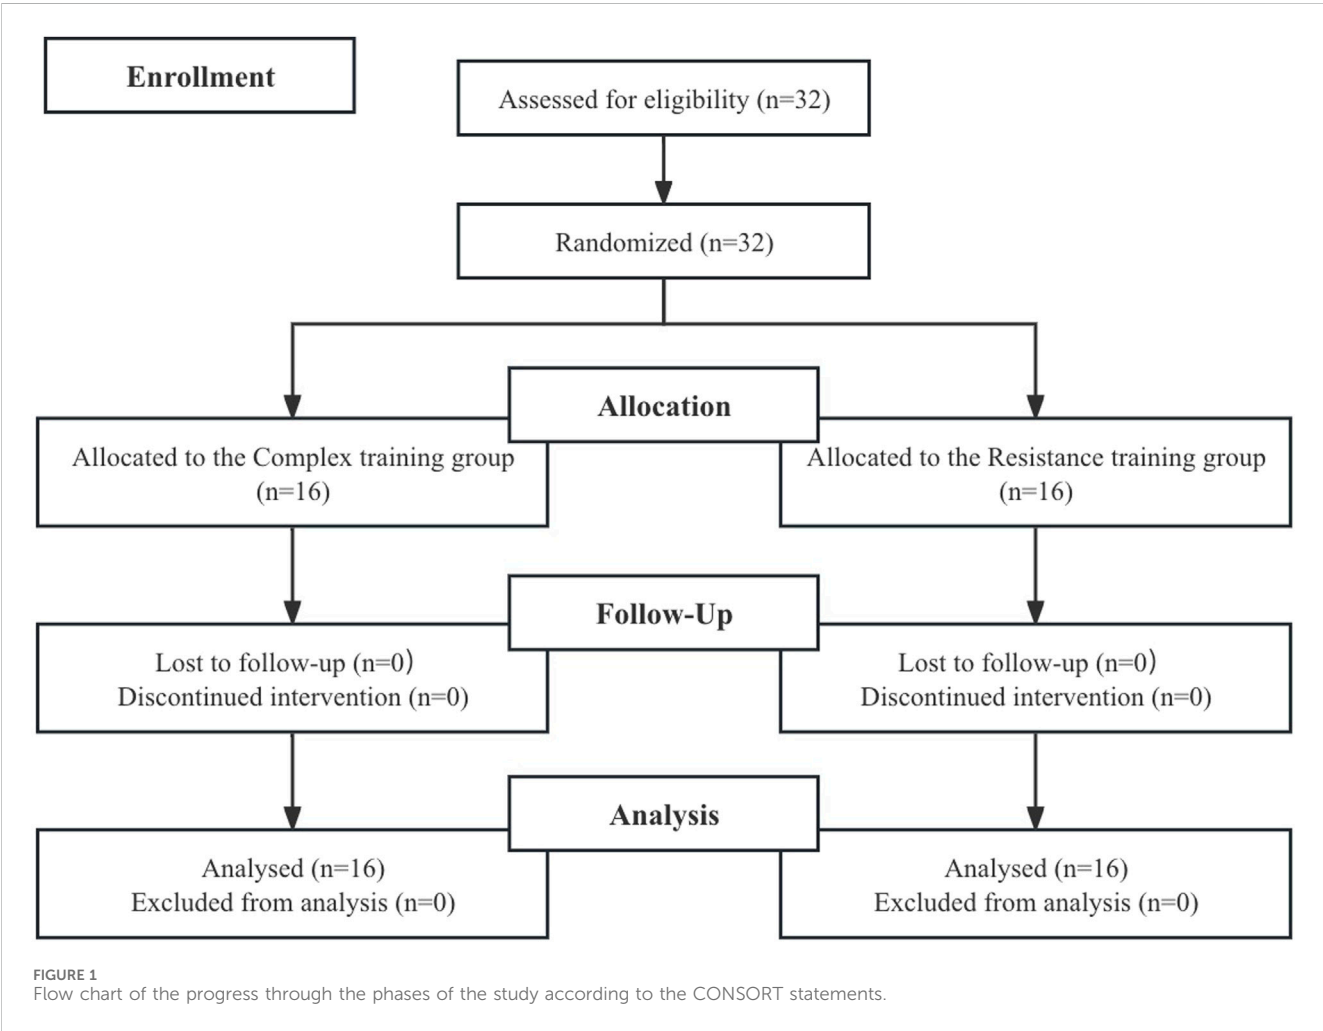 Enrollment
Assessed for eligibility (n=32)
Randomized (n=32)
Allocation
Allocated to the Complex training group
(n=16)
Allocated to the Resistance training group
(n=16)
Follow-Up
Lost to follow-up (n=0)
Discontinued intervention (n=0)
Lost to follow-up (n=0)
Discontinued intervention (n=0)
Analysis
Analysed (n=16)
Excluded from analysis (n=0)
Analysed (n=16)
Excluded from analysis (n=0)
FIGURE 1
Flow chart of the progress through the phases of the study according to the CONSORT statements.